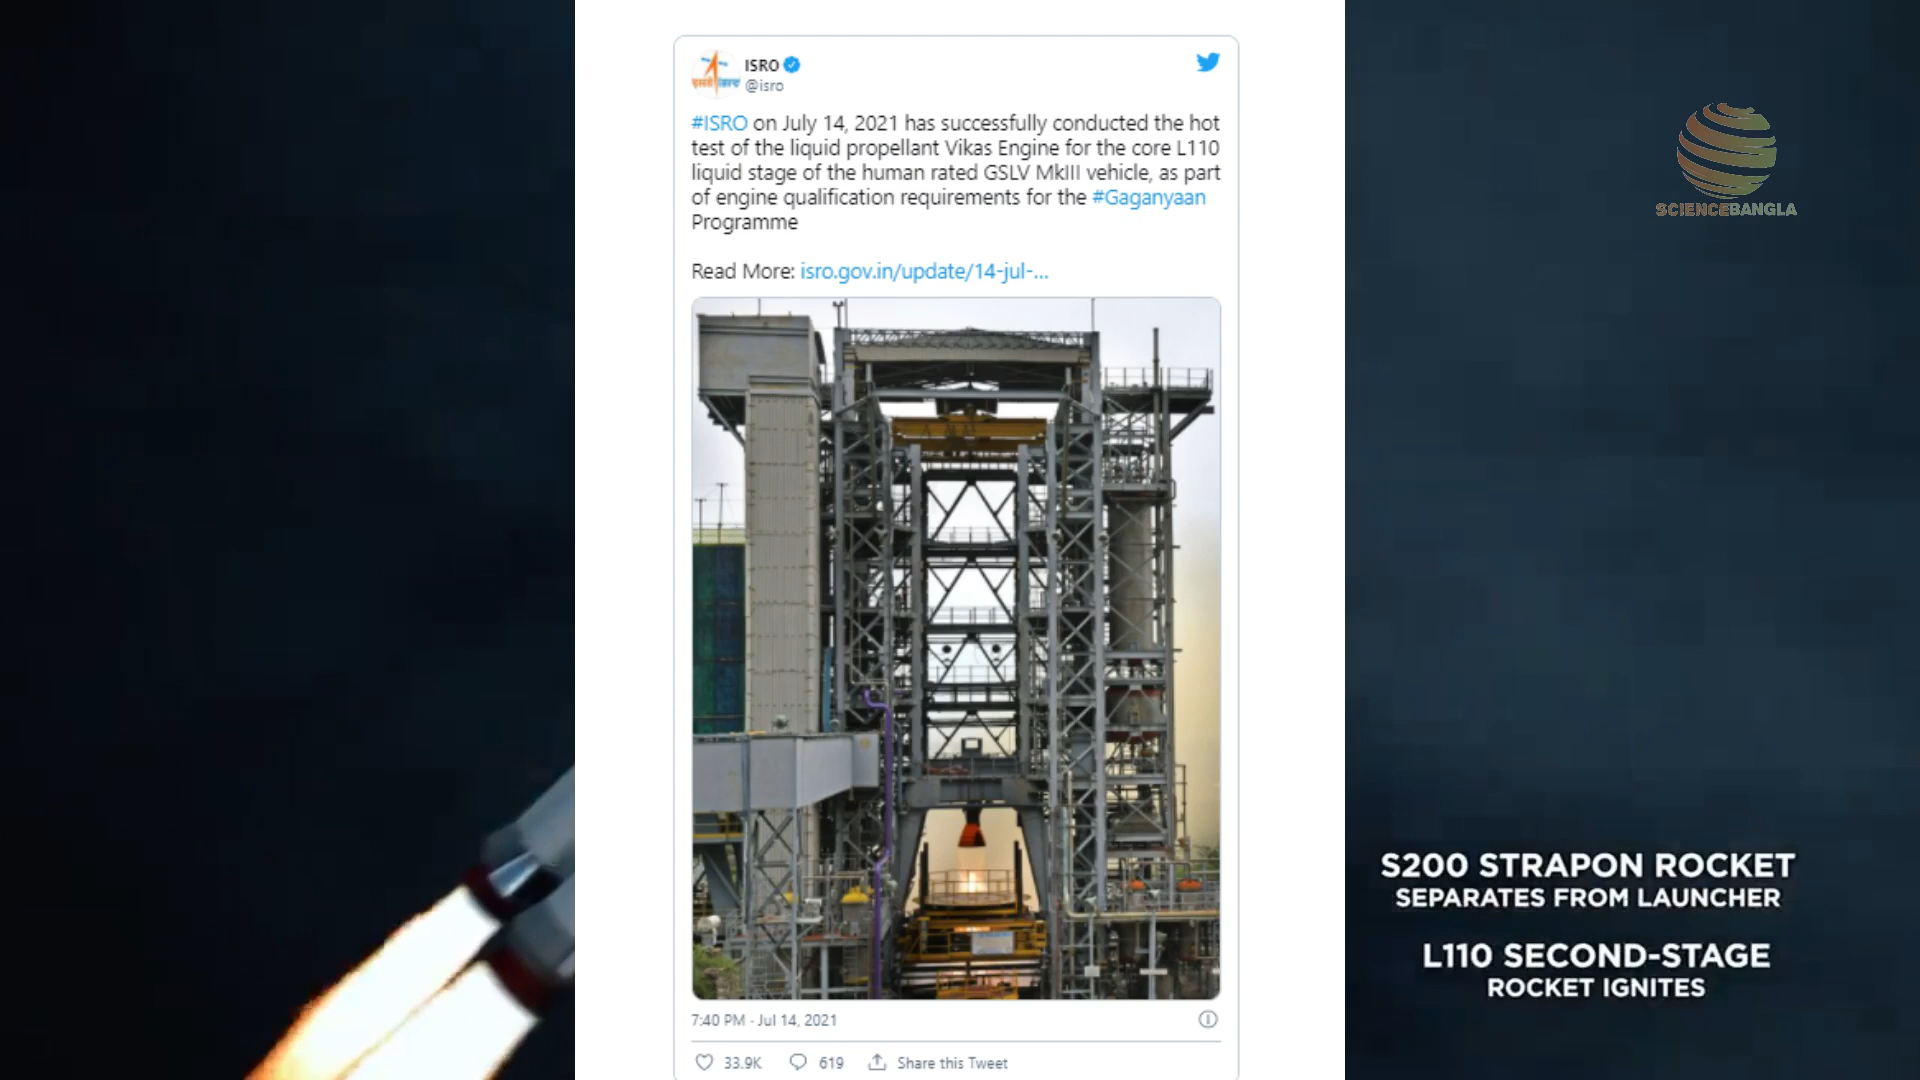 ISRO
@isro
#ISRO on July 14, 2021 has successfully conducted the hot
test of the liquid propellant Vikas Engine for the core L110
liquid stage of the human rated GSLV MkIII vehicle, as part
of engine qualification requirements for the #Gaganyaan
Programme
Read More: isro.gov.in/update/14-jul-...
7:40 PM - Jul 14, 2021
33.9K 619 Share this Tweet
SCIENCEBANGLA
S200 STRAPON ROCKET
SEPARATES FROM LAUNCHER
L110 SECOND-STAGE
ROCKET IGNITES